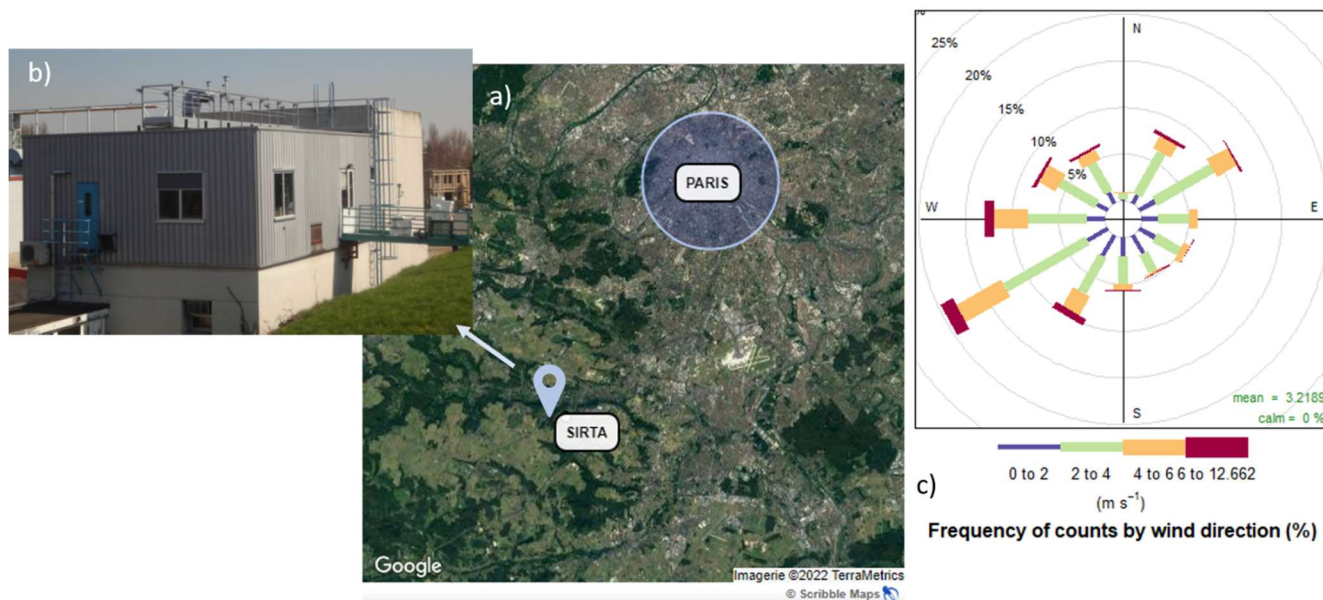 b)
a)
PARIS
SIRTA
Google
Imagerie ©2022 TerraMetrics
© Scribble Maps
25%
20%
15%
10%
5%
N
W
E
S
mean = 3.2189
calm = 0 %
0 to 2
2 to 4
4 to 6
6 to 12.662
(m s⁻¹)
c)
Frequency of counts by wind direction (%)